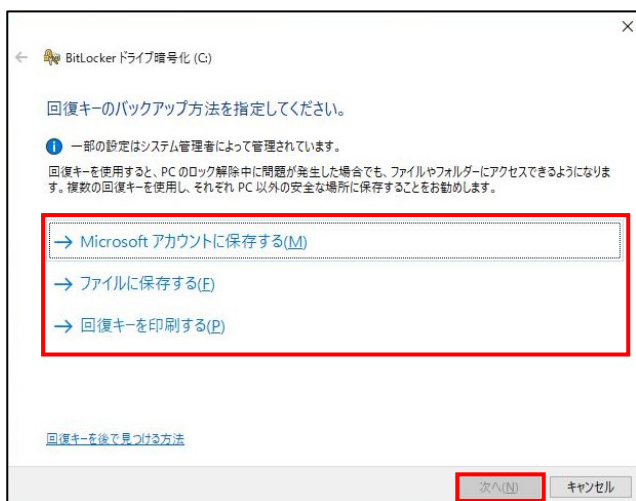 BitLocker ドライブ暗号化 (C:)
回復キーのバックアップ方法を指定してください。
一部の設定はシステム管理者によって管理されています。
回復キーを使用すると、PC のロック解除中に問題が発生した場合でも、ファイルやフォルダーにアクセスできるようになりま
す。複数の回復キーを使用し、それぞれ PC 以外の安全な場所に保存することをお勧めします。
→ Microsoft アカウントに保存する(M)
→ ファイルに保存する(F)
→ 回復キーを印刷する(P)
回復キーを後で見つける方法
次へ(N) キャンセル